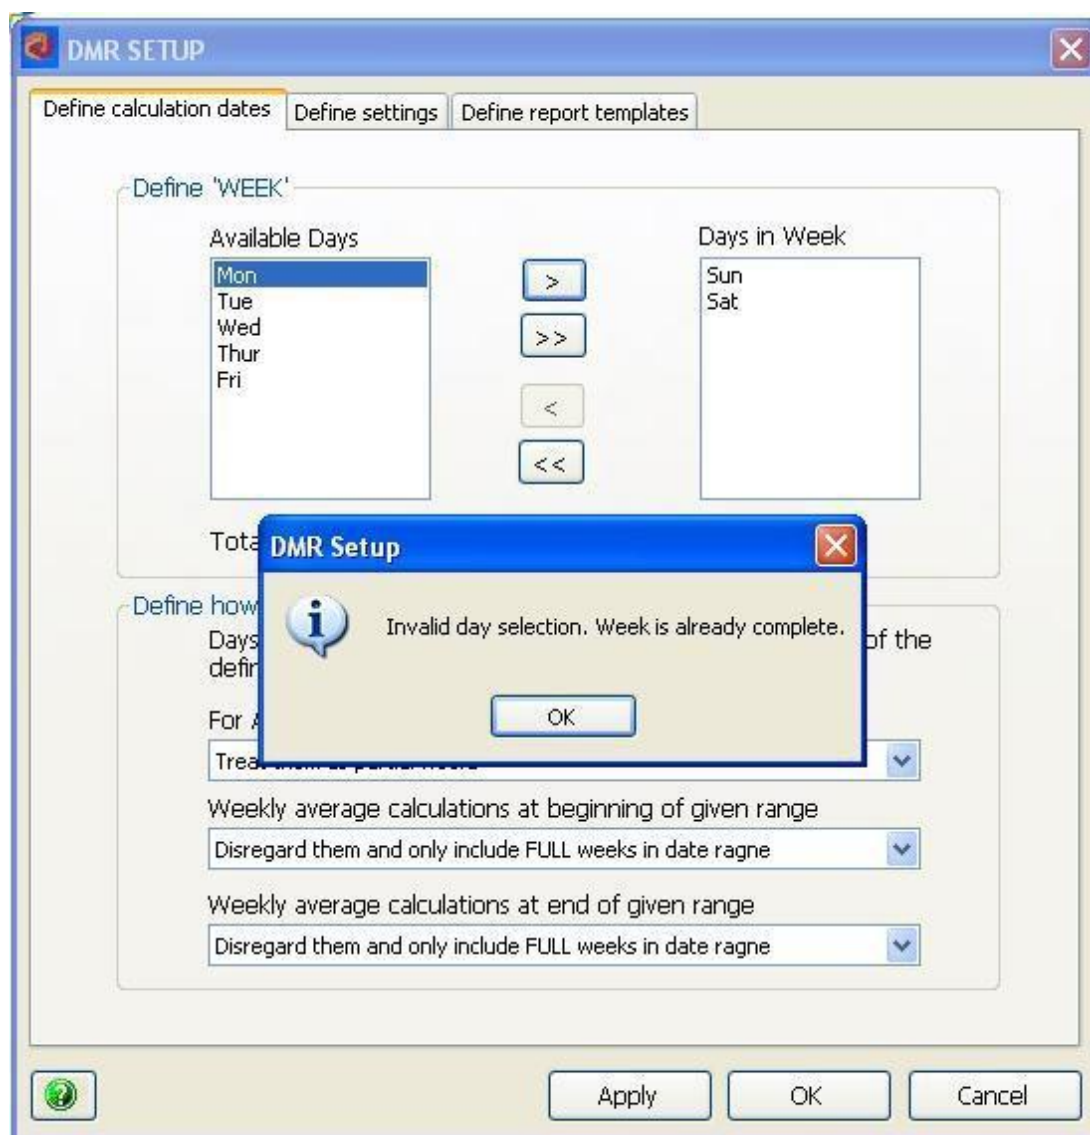 DMR SETUP
Define calculation dates
Define settings
Define report templates
Define 'WEEK'
Available Days
Days in Week
Mon
Tue
Wed
Thur
Fri
>
>>
<
<<
Sun
Sat
DMR Setup
Invalid day selection. Week is already complete.
OK
Define how
Days
of the
For
Weekly average calculations at beginning of given range
Disregard them and only include FULL weeks in date ragne
Weekly average calculations at end of given range
Disregard them and only include FULL weeks in date ragne
Apply
OK
Cancel